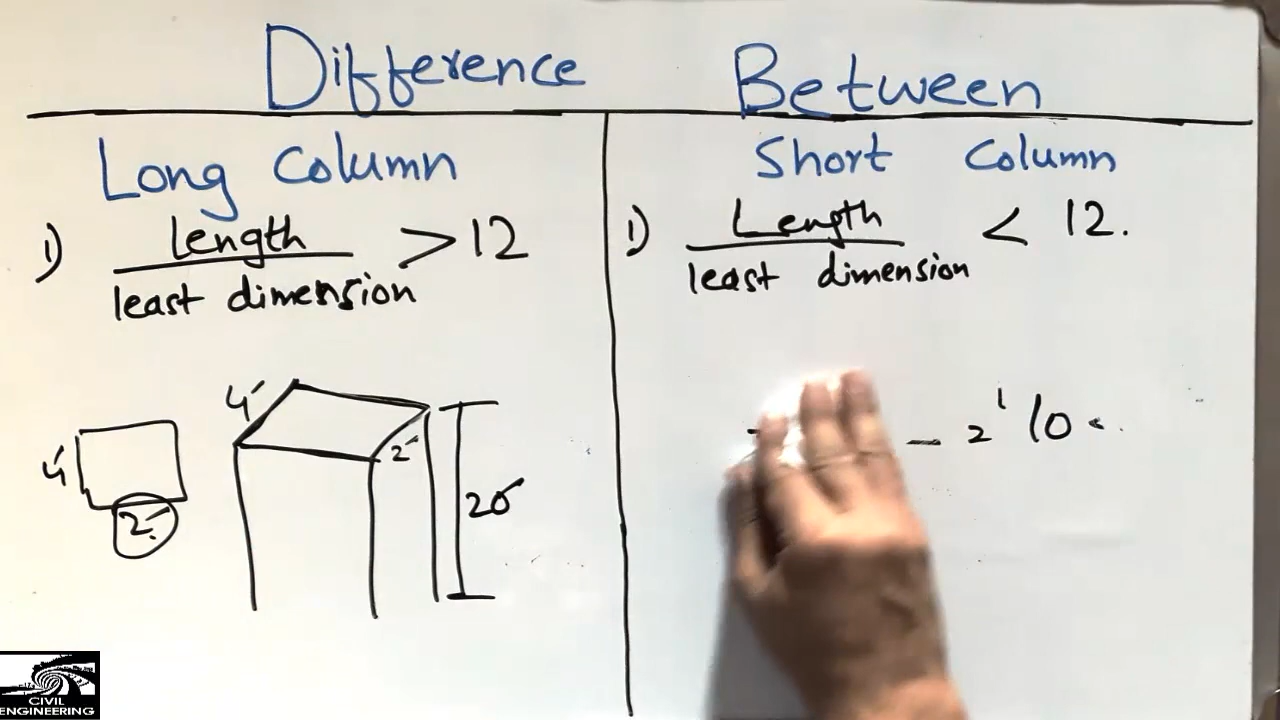 Difference Between
Long Column
1) length > 12
least dimension
4'
2'
4'
2'
20'
Short Column
1) Length < 12.
least dimension
2' 10
CIVIL
ENGINEERING